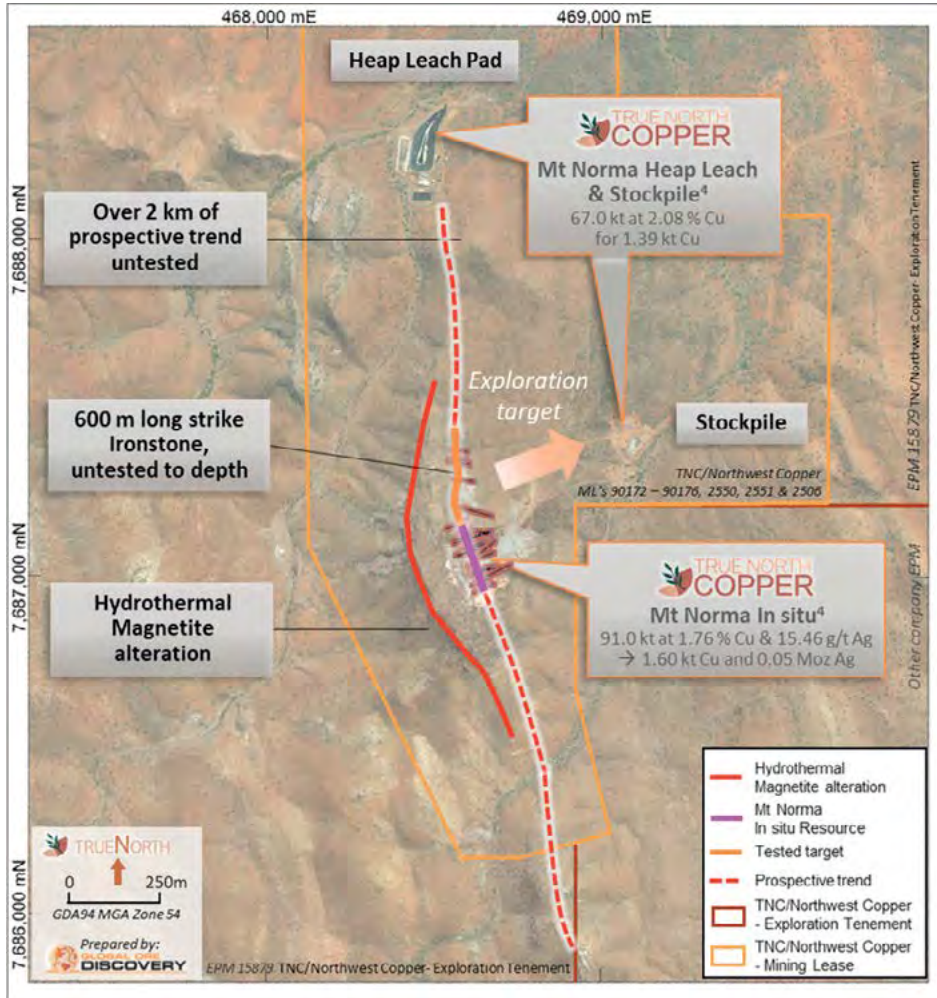 468,000 mE
469,000 mE
Heap Leach Pad
TRUE NORTH
COPPER
Mt Norma Heap Leach
& Stockpile⁴
67.0 kt at 2.08 % Cu
for 1.39 kt Cu
Over 2 km of
prospective trend
untested
7,688,000 mN
EPM 15879 TNC/Northwest Copper- Exploration Tenement
Exploration
target
600 m long strike
Ironstone,
untested to depth
Stockpile
TNC/Northwest Copper
ML's 90172 – 90176, 2550, 2551 & 2506
7,687,000 mN
TRUE NORTH
COPPER
Mt Norma In situ⁴
91.0 kt at 1.76 % Cu & 15.46 g/t Ag
→ 1.60 kt Cu and 0.05 Moz Ag
Other company EPM
Hydrothermal
Magnetite
alteration
Hydrothermal
Magnetite alteration
Mt Norma
In situ Resource
Tested target
Prospective trend
TNC/Northwest Copper
- Exploration Tenement
TNC/Northwest Copper
- Mining Lease
TRUENORTH
0 250m
GDA94 MGA Zone 54
Prepared by:
GLOBAL ORE
DISCOVERY
7,686,000 mN
EPM 15879 TNC/Northwest Copper- Exploration Tenement